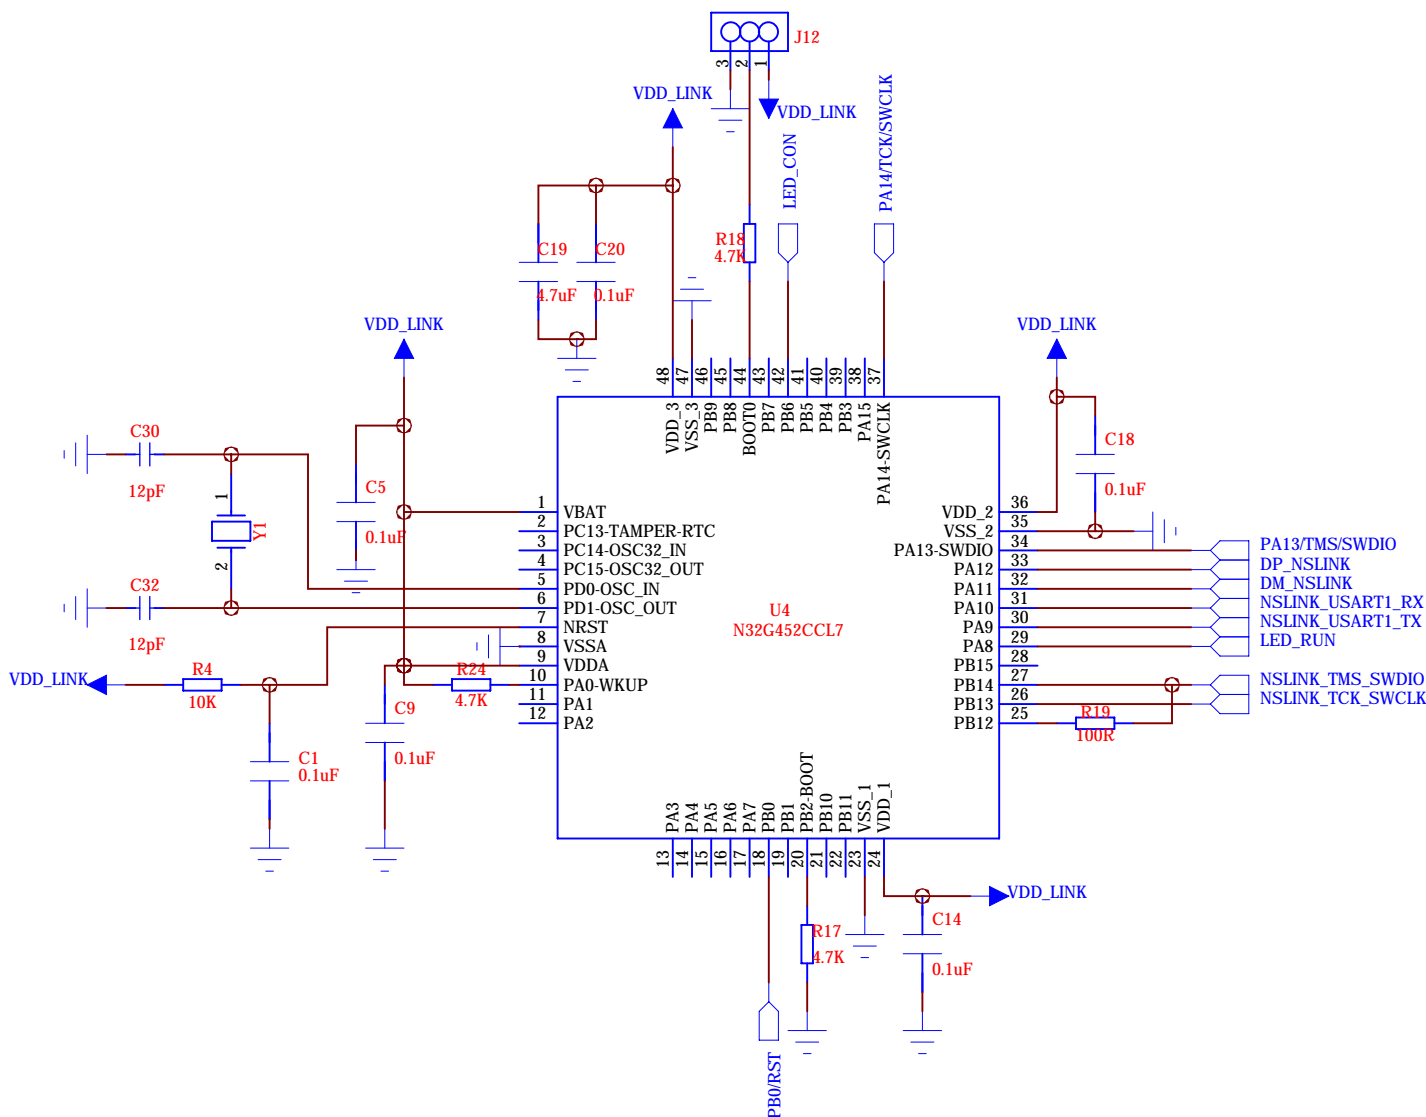 J12
3
2
1
VDD_LINK
VDD_LINK
LED_CON
PA14/TCK/SWCLK
C19
4.7uF
C20
0.1uF
R18
4.7K
VDD_LINK
VDD_LINK
48
47
46
45
44
43
42
41
40
39
38
37
VDD_3
VSS_3
PB9
PB8
BOOT0
PB7
PB6
PB5
PB4
PB3
PA15
PA14-SWCLK
C30
12pF
1
Y1
2
C32
12pF
C5
0.1uF
C18
0.1uF
1
VBAT
2
PC13-TAMPER-RTC
3
PC14-OSC32_IN
4
PC15-OSC32_OUT
5
PD0-OSC_IN
6
PD1-OSC_OUT
7
NRST
8
VSSA
9
VDDA
10
PA0-WKUP
11
PA1
12
PA2
U4
N32G452CCL7
VDD_2
36
VSS_2
35
PA13-SWDIO
34
PA13/TMS/SWDIO
PA12
33
DP_NSLINK
PA11
32
DM_NSLINK
PA10
31
NSLINK_USART1_RX
PA9
30
NSLINK_USART1_TX
PA8
29
LED_RUN
PB15
28
PB14
27
NSLINK_TMS_SWDIO
PB13
26
NSLINK_TCK_SWCLK
PB12
25
R19
100R
VDD_LINK
R4
10K
R24
4.7K
C9
0.1uF
C1
0.1uF
PA3
PA4
PA5
PA6
PA7
PB0
PB1
PB2-BOOT
PB10
PB11
VSS_1
VDD_1
13
14
15
16
17
18
19
20
21
22
23
24
VDD_LINK
R17
4.7K
C14
0.1uF
PB0/RST